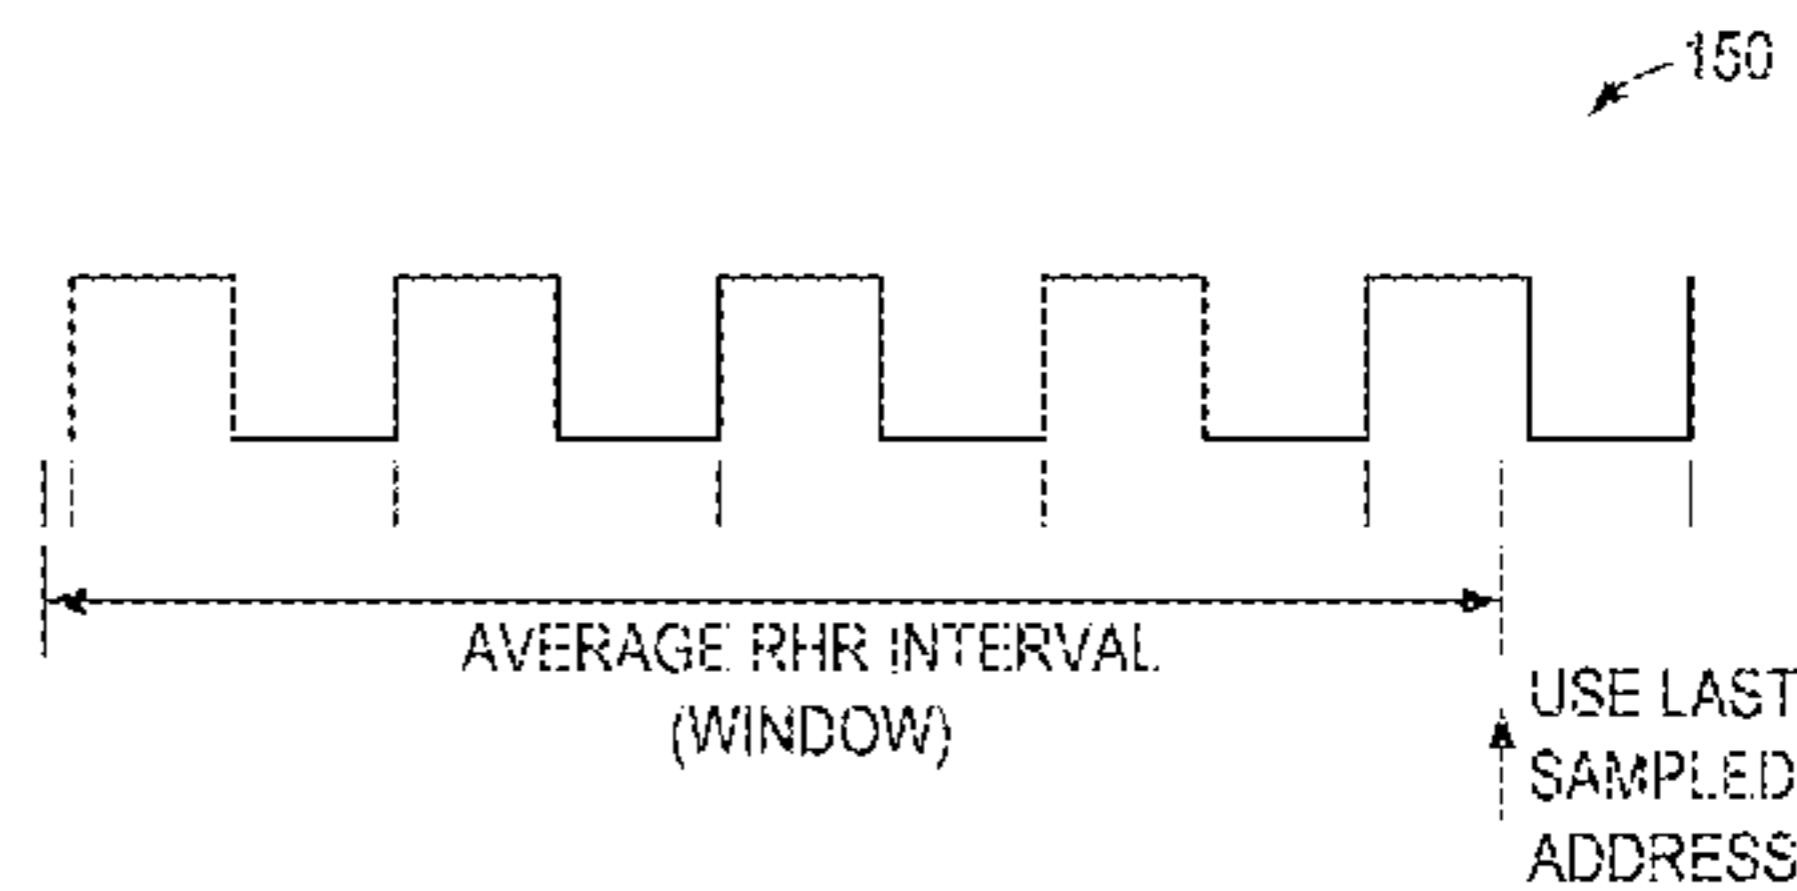 150
AVERAGE RHR INTERVAL
(WINDOW)
USE LAST
SAMPLED
ADDRESS